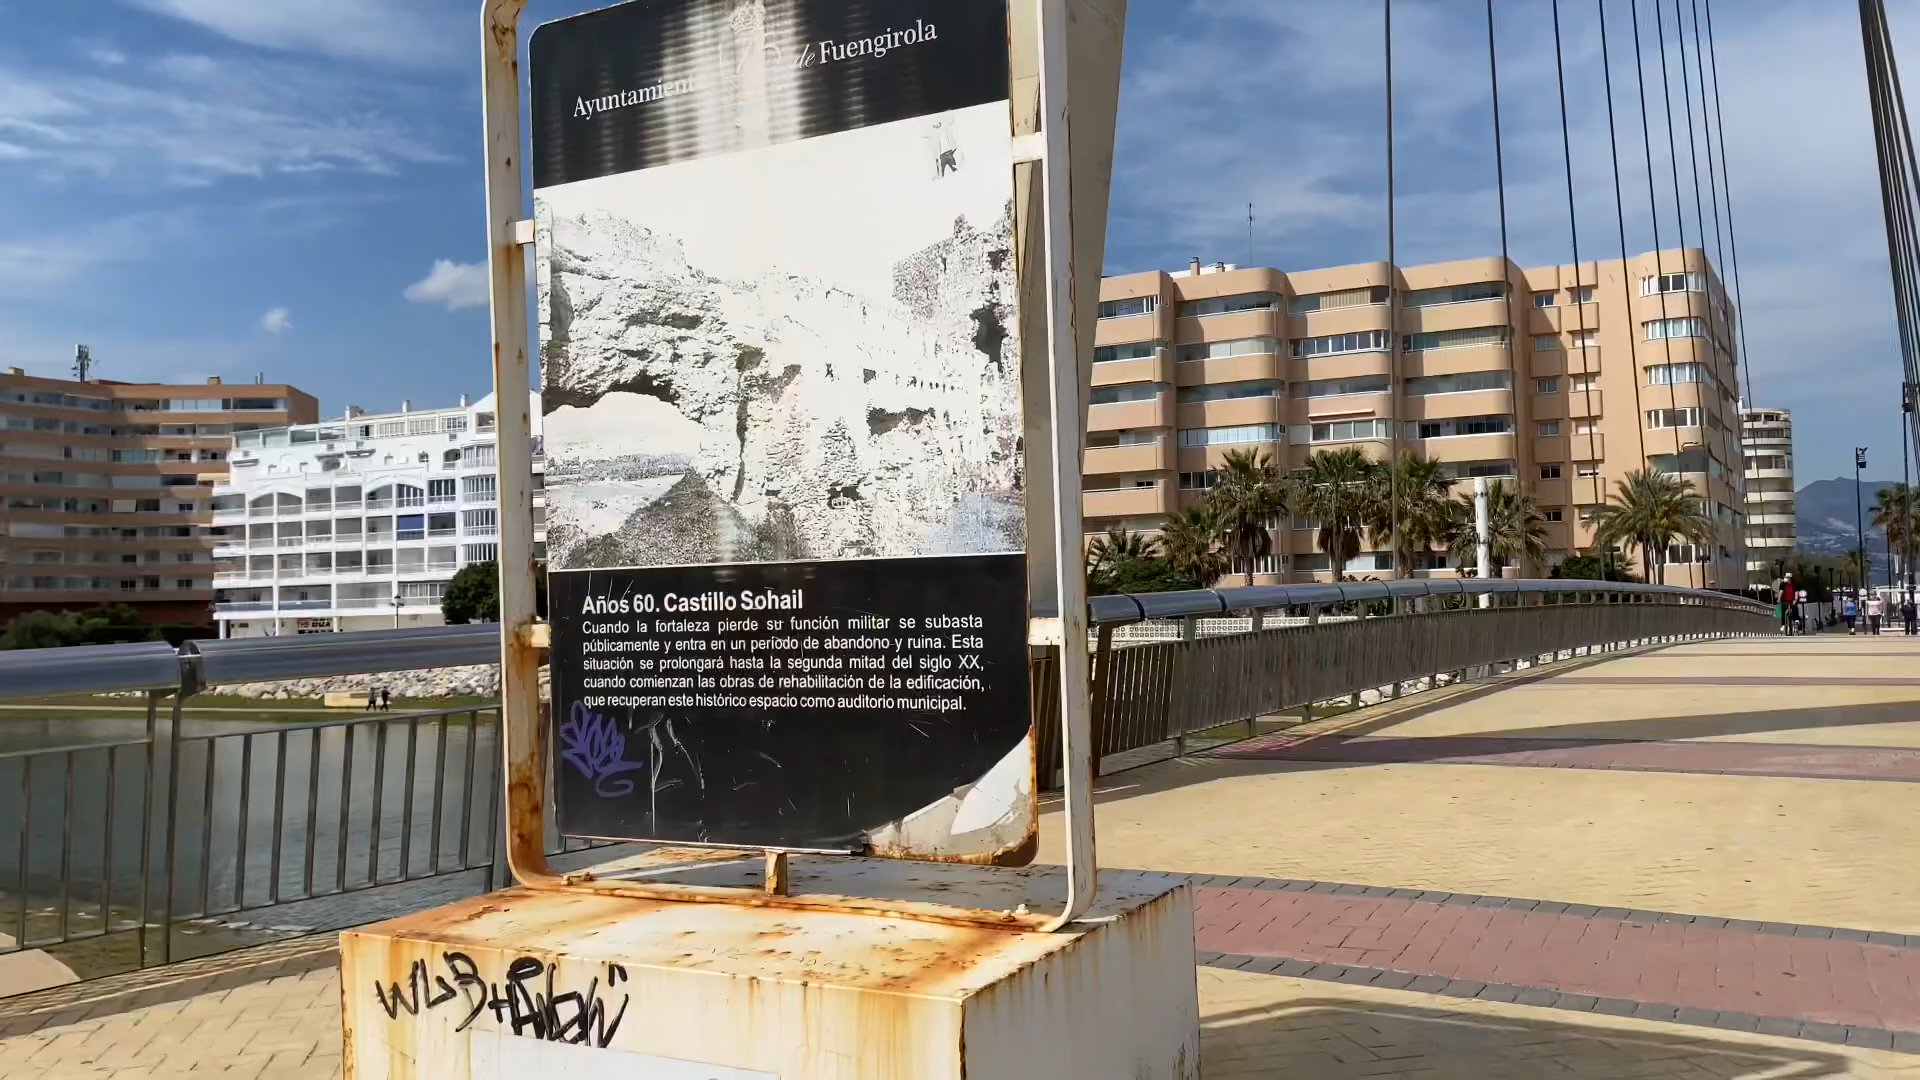 Ayuntamiento de Fuengirola
Años 60. Castillo Sohail
Cuando la fortaleza pierde su función militar se subasta
públicamente y entra en un período de abandono y ruina. Esta
situación se prolongará hasta la segunda mitad del siglo XX,
cuando comienzan las obras de rehabilitación de la edificación,
que recuperan este histórico espacio como auditorio municipal.